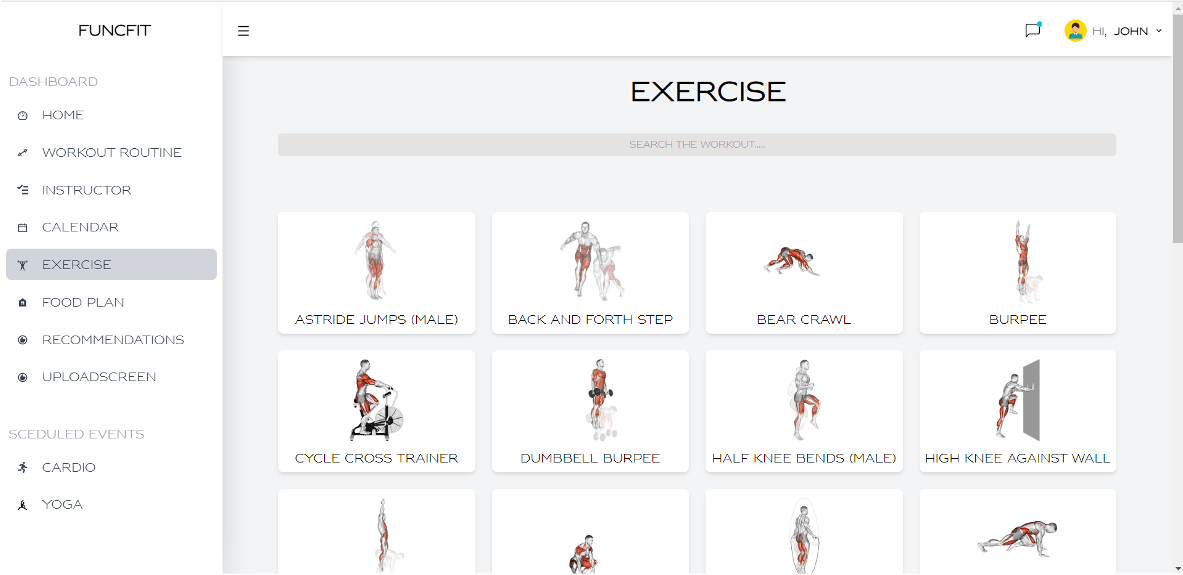 FUNCFIT
HI, JOHN
DASHBOARD
HOME
WORKOUT ROUTINE
INSTRUCTOR
CALENDAR
EXERCISE
FOOD PLAN
RECOMMENDATIONS
UPLOADSCREEN
SCEDULED EVENTS
CARDIO
YOGA
EXERCISE
SEARCH THE WORKOUT.....
ASTRIDE JUMPS (MALE)
BACK AND FORTH STEP
BEAR CRAWL
BURPEE
CYCLE CROSS TRAINER
DUMBBELL BURPEE
HALF KNEE BENDS (MALE)
HIGH KNEE AGAINST WALL